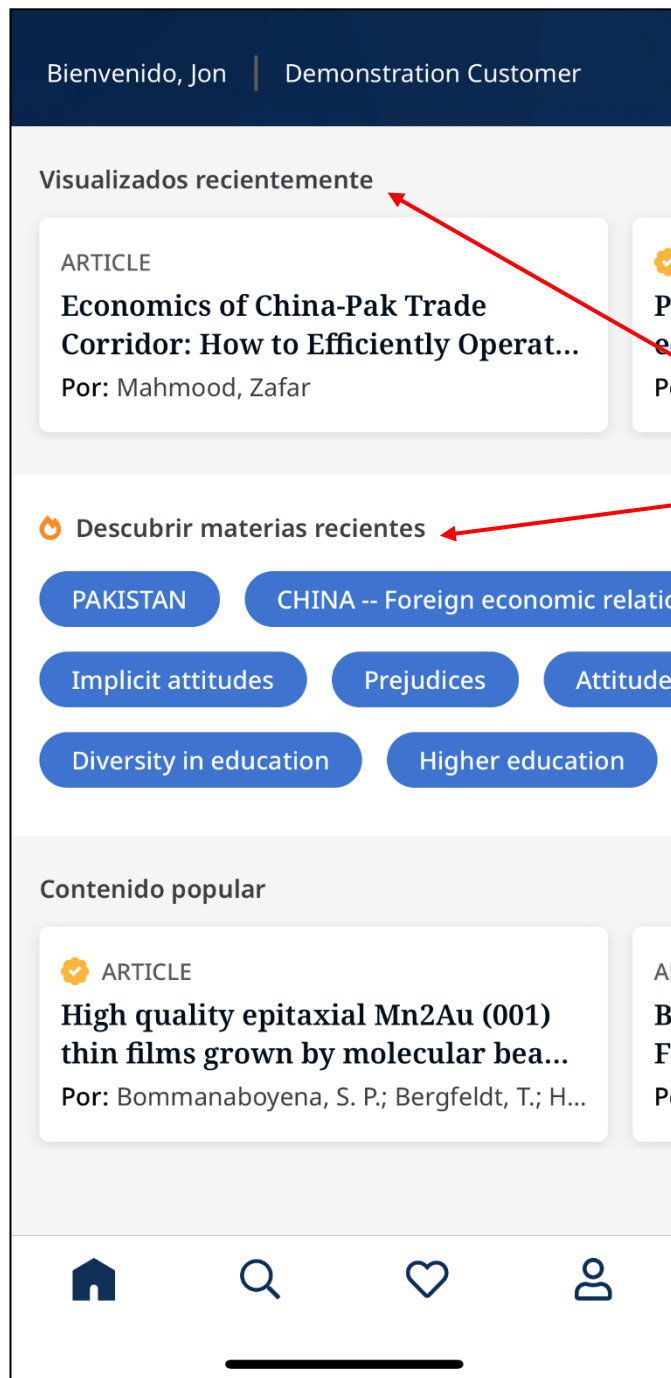 Bienvenido, Jon | Demonstration Customer
Visualizados recientemente
ARTICLE
Economics of China-Pak Trade
Corridor: How to Efficiently Operat...
Por: Mahmood, Zafar
Descubrir materias recientes
PAKISTAN
CHINA -- Foreign economic
Implicit attitudes
Prejudices
Diversity in education
Higher education
Contenido popular
ARTICLE
High quality epitaxial Mn2Au (001)
thin films grown by molecular bea...
Por: Bommanaboyena, S. P.; Bergfeldt, T.; H...